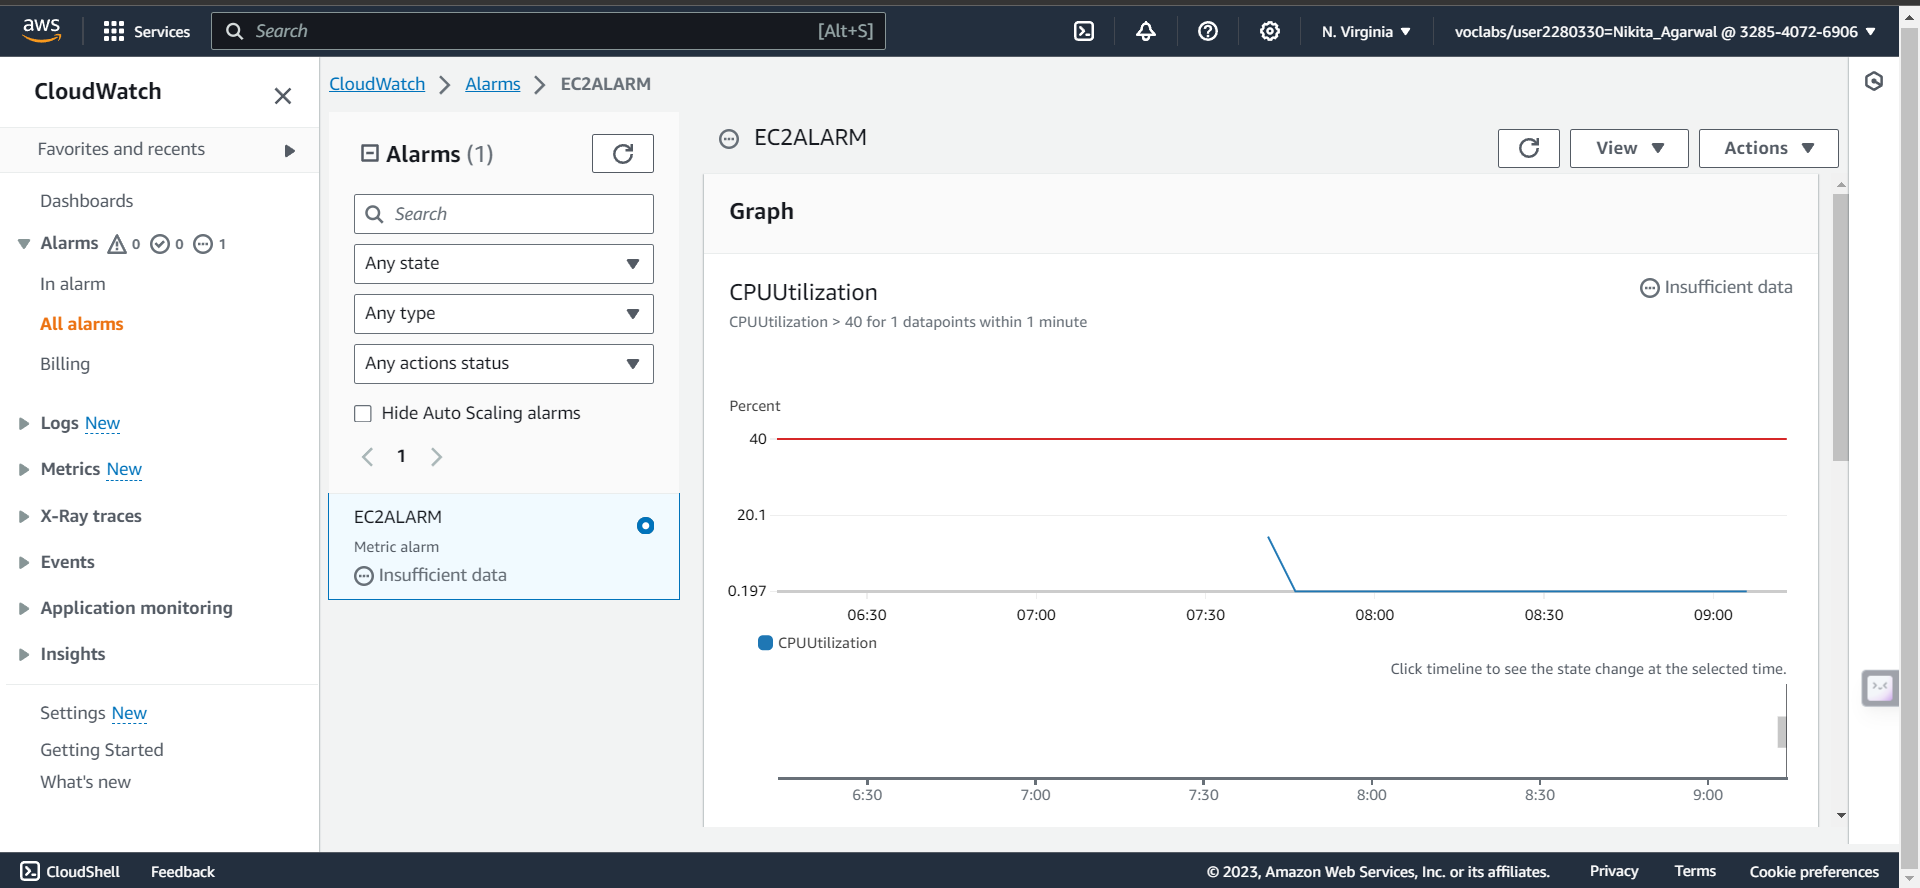 aws Services Search [Alt+S] N. Virginia voclabs/user2280330=Nikita_Agarwal @ 3285-4072-6906
CloudWatch
Favorites and recents
Dashboards
Alarms 0 0 1
In alarm
All alarms
Billing
Logs New
Metrics New
X-Ray traces
Events
Application monitoring
Insights
Settings New
Getting Started
What's new
CloudWatch Alarms EC2ALARM
Alarms (1)
Search
Any state
Any type
Any actions status
Hide Auto Scaling alarms
1
EC2ALARM
Metric alarm
Insufficient data
EC2ALARM
View Actions
Graph
CPUUtilization
Insufficient data
CPUUtilization > 40 for 1 datapoints within 1 minute
Percent
40
20.1
0.197
06:30 07:00 07:30 08:00 08:30 09:00
CPUUtilization
Click timeline to see the state change at the selected time.
6:30 7:00 7:30 8:00 8:30 9:00
CloudShell Feedback © 2023, Amazon Web Services, Inc. or its affiliates. Privacy Terms Cookie preferences